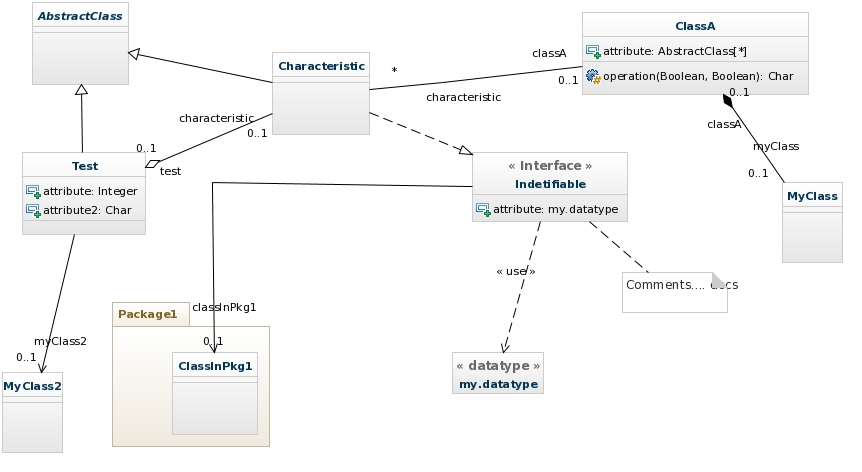 AbstractClass
ClassA
attribute: AbstractClass[*]
operation(Boolean, Boolean): Char
classA
*
0..1
Characteristic
characteristic
0..1
classA
myClass
0..1
MyClass
characteristic
0..1
0..1
test
Test
attribute: Integer
attribute2: Char
« Interface »
Indetifiable
attribute: my.datatype
« use »
Comments.... docs
classInPkg1
0..1
Package1
ClassInPkg1
« datatype »
my.datatype
myClass2
0..1
MyClass2